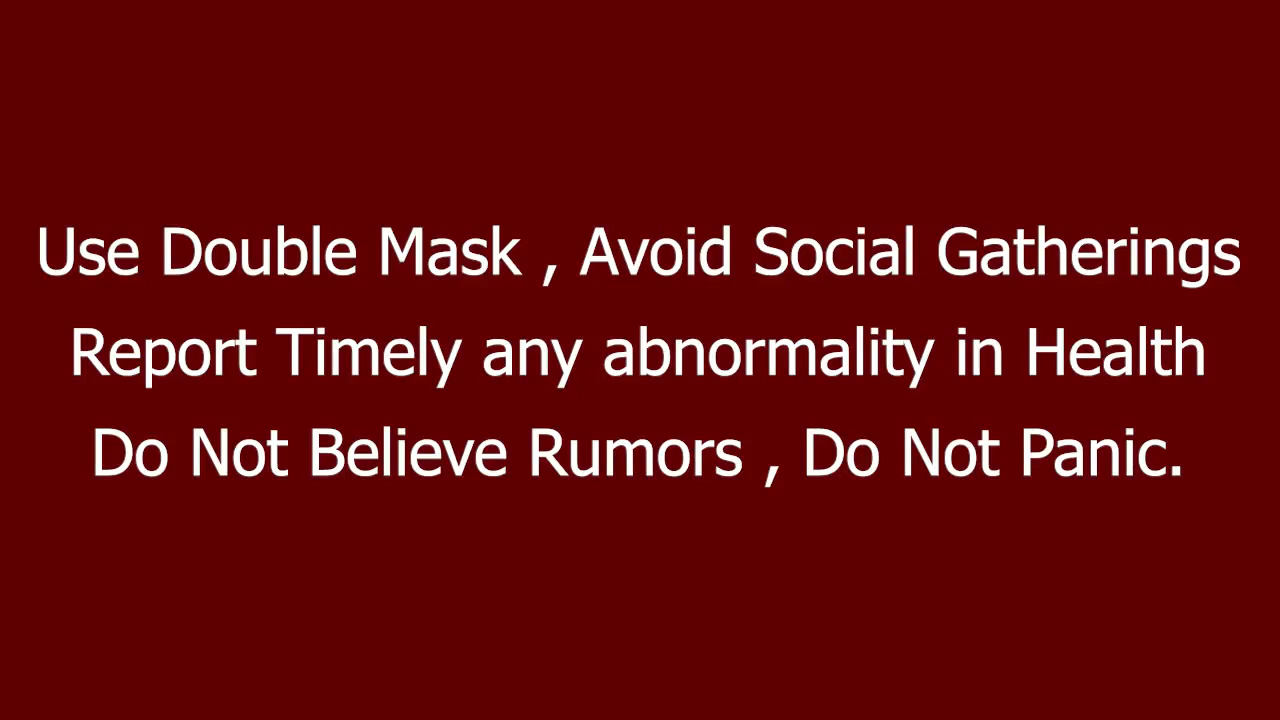 Use Double Mask , Avoid Social Gatherings
Report Timely any abnormality in Health
Do Not Believe Rumors , Do Not Panic.